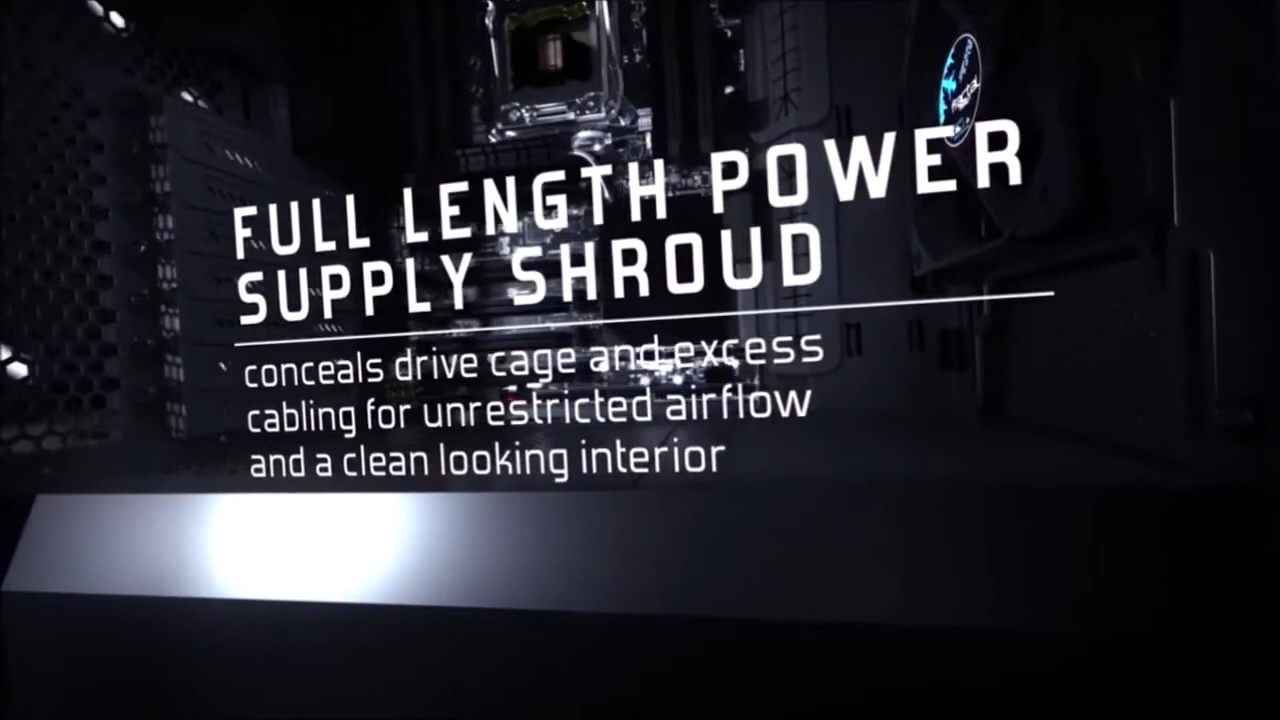 FULL LENGTH POWER
SUPPLY SHROUD
conceals drive cage and excess
cabling for unrestricted airflow
and a clean looking interior